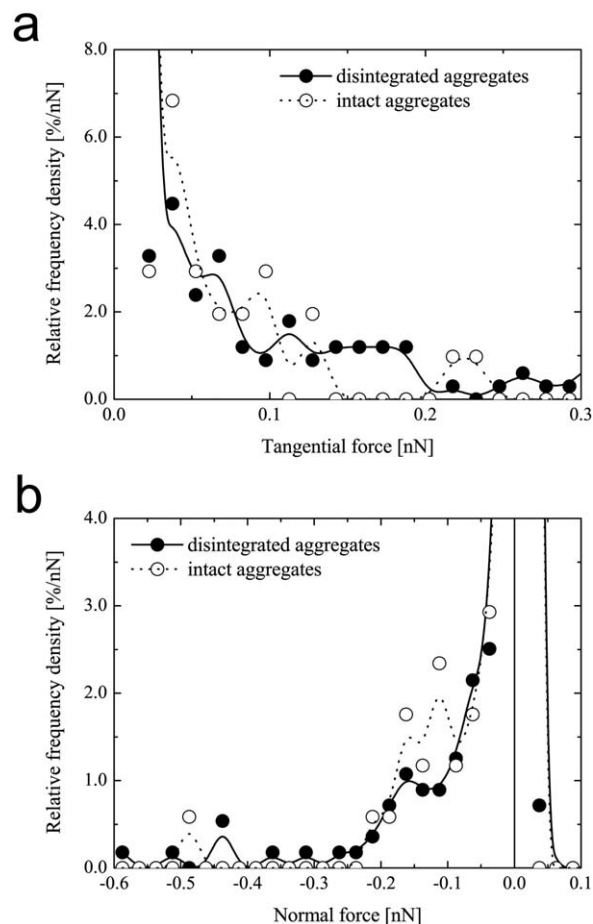 a
8.0
6.0
4.0
2.0
0.0
Relative frequency density [%/nN]
disintegrated aggregates
intact aggregates
0.0 0.1 0.2 0.3
Tangential force [nN]
b
4.0
3.0
2.0
1.0
0.0
Relative frequency density [%/nN]
disintegrated aggregates
intact aggregates
-0.6 -0.5 -0.4 -0.3 -0.2 -0.1 0.0 0.1
Normal force [nN]